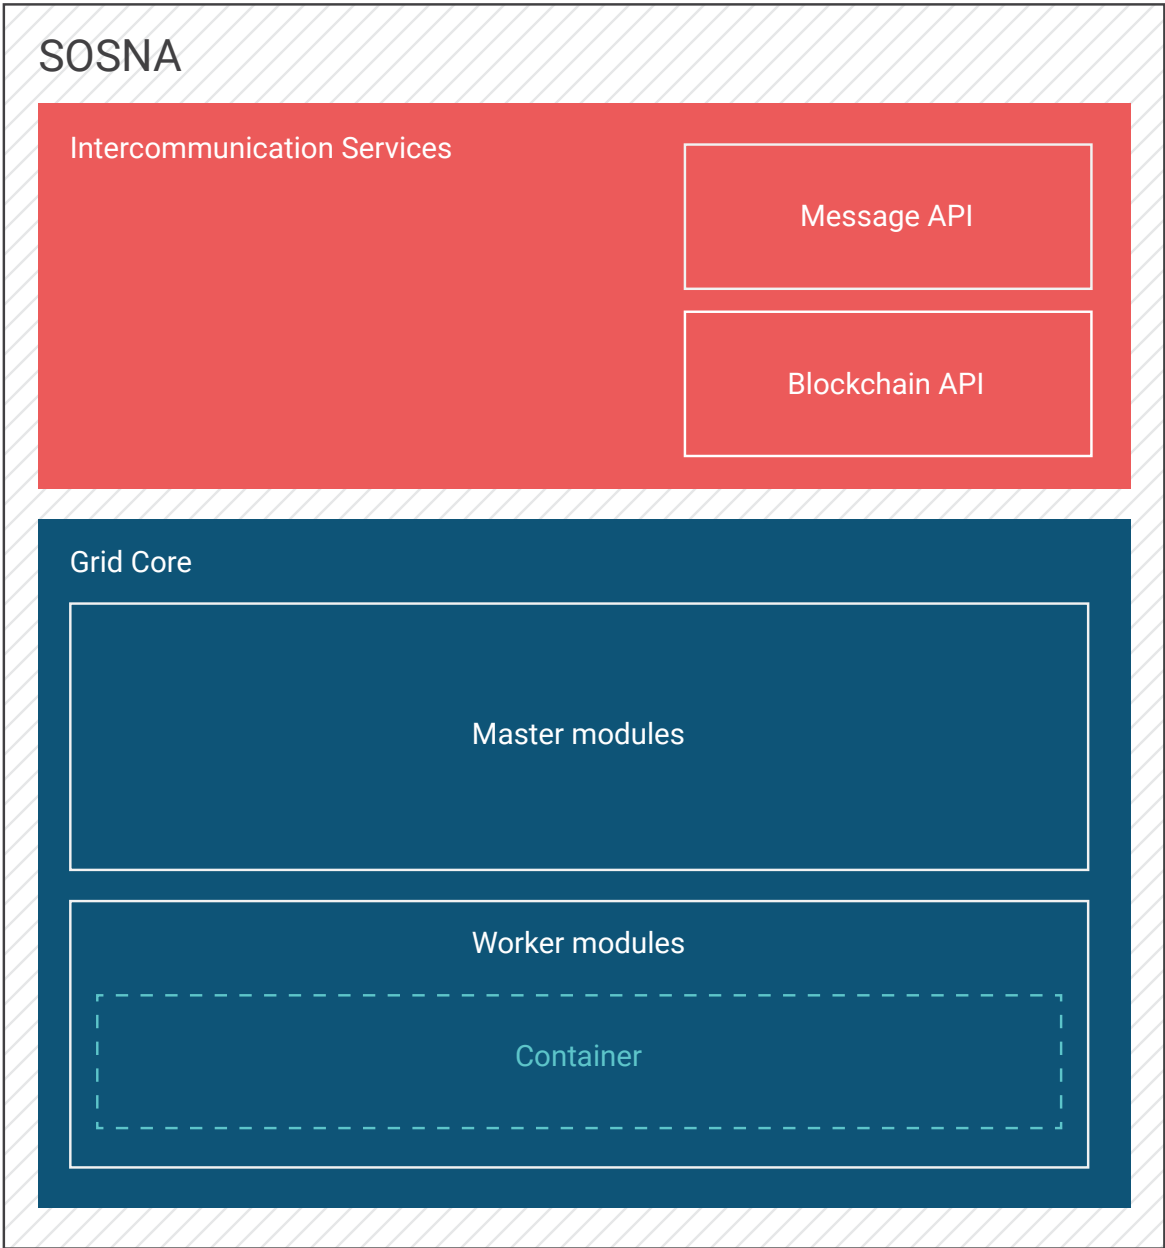 SOSNA
Intercommunication Services
Message API
Blockchain API
Grid Core
Master modules
Worker modules
Container